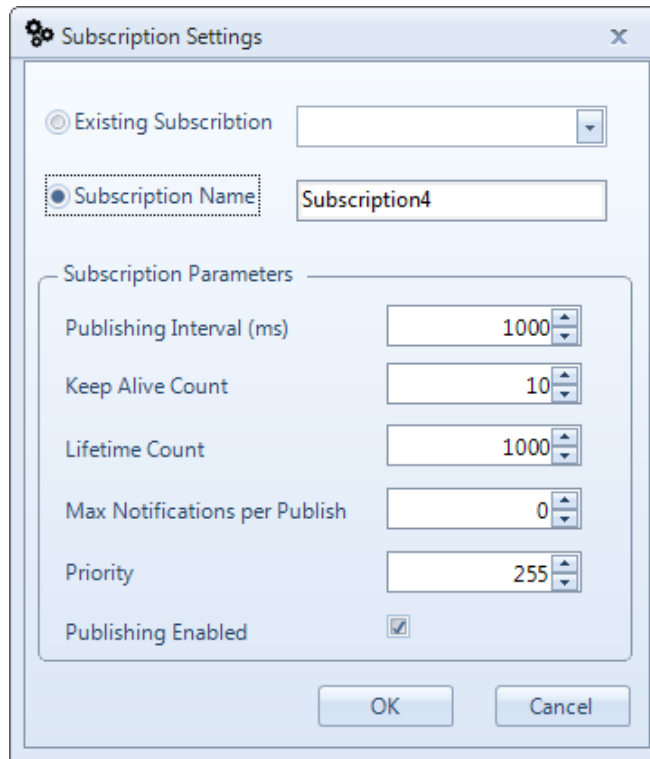 Subscription Settings
Existing Subscribtion
Subscription Name Subscription4
Subscription Parameters
Publishing Interval (ms) 1000
Keep Alive Count 10
Lifetime Count 1000
Max Notifications per Publish 0
Priority 255
Publishing Enabled
OK Cancel